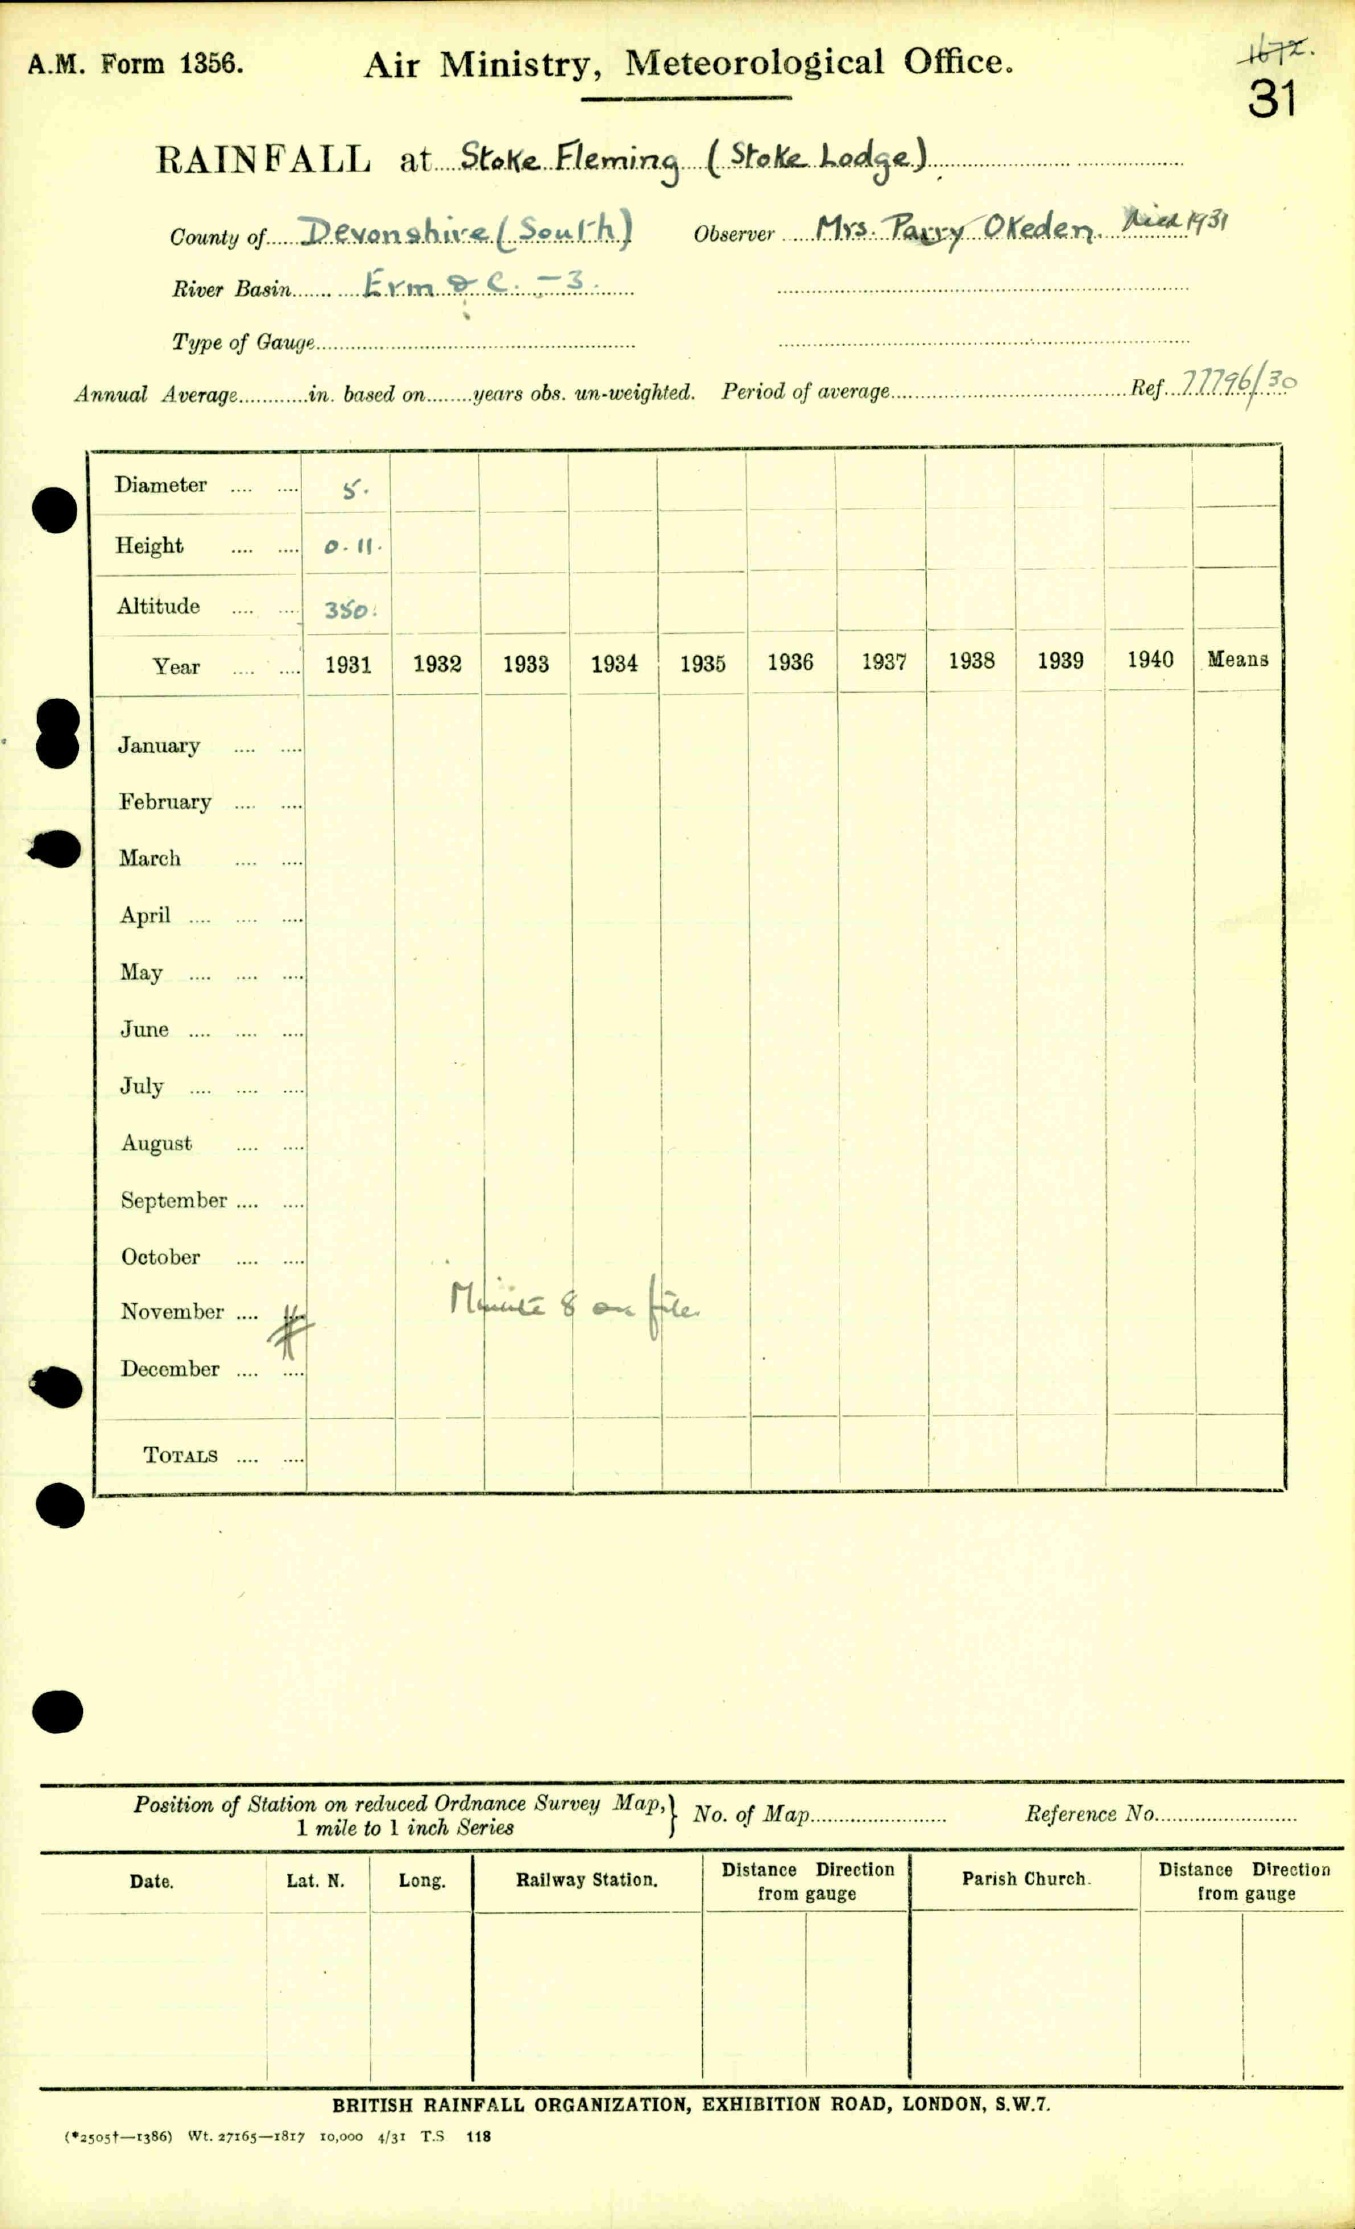 A.M. Form 1356.
Air Ministry, Meteorological Office.
1672.
31
RAINFALL at Stoke Fleming (Stoke Lodge)
County of Devonshire (South) Observer Mrs. Parry Okeden. Died 1931
River Basin Erm & C. - 3.
Type of Gauge
Annual Average in. based on years obs. un-weighted. Period of average Ref. 77796/30
Diameter 5.
Height 0.11.
Altitude 350.
Year 1931 1932 1933 1934 1935 1936 1937 1938 1939 1940 Means
January
February
March
April
May
June
July
August
September
October
November
Minute 8 on file.
December
TOTALS
Position of Station on reduced Ordnance Survey Map, } No. of Map Reference No.
1 mile to 1 inch Series
Date. Lat. N. Long. Railway Station. Distance Direction from gauge Parish Church. Distance Direction from gauge
BRITISH RAINFALL ORGANIZATION, EXHIBITION ROAD, LONDON, S.W.7.
(*2505†—1386) Wt. 27165—1817 10,000 4/31 T.S 118